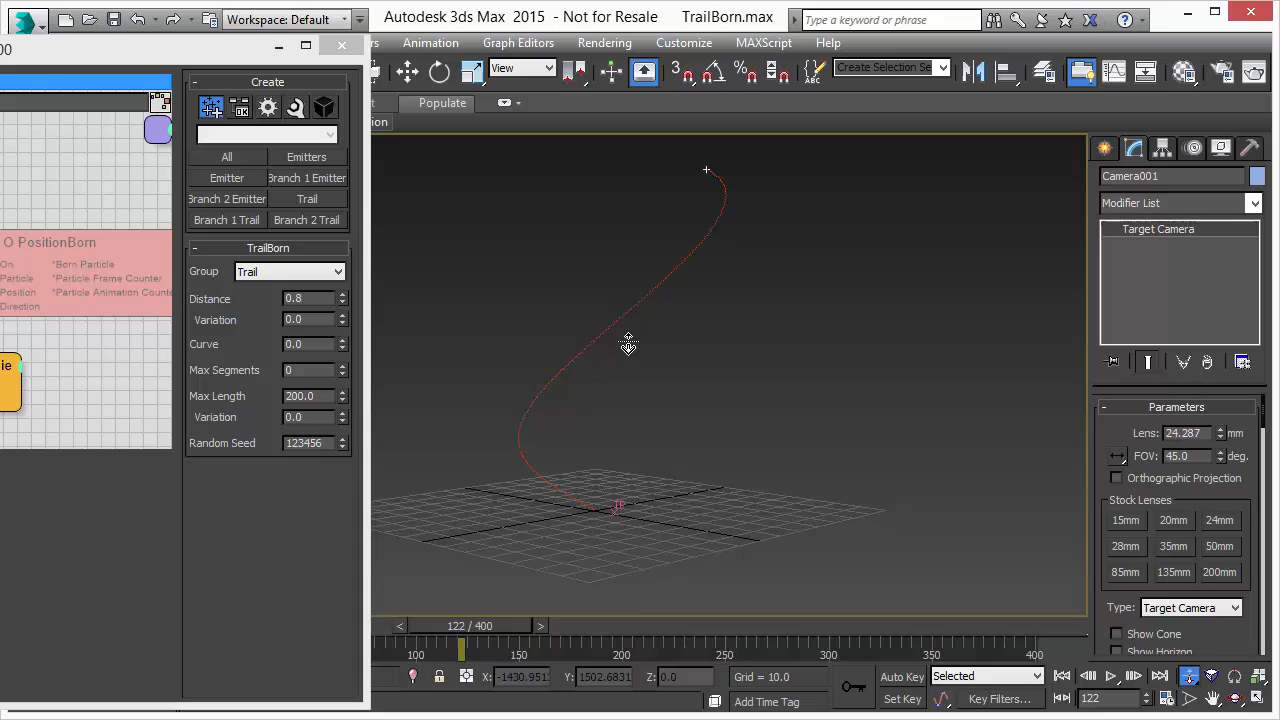 Workspace: Default
Autodesk 3ds Max 2015 - Not for Resale TrailBorn.max
Type a keyword or phrase
Animation Graph Editors Rendering Customize MAXScript Help
View
Create Selection Se
Populate
Create
All Emitters
Emitter Branch 1 Emitter
Branch 2 Emitter Trail
Branch 1 Trail Branch 2 Trail
O PositionBorn
On *Born Particle
Particle *Particle Frame Counter
Position *Particle Animation Counte
Direction
TrailBorn
Group Trail
Distance 0.8
Variation 0.0
Curve 0.0
Max Segments 0
Max Length 200.0
Variation 0.0
Random Seed 123456
Camera001
Modifier List
Target Camera
Parameters
Lens: 24.287 mm
FOV: 45.0 deg.
Orthographic Projection
Stock Lenses
15mm 20mm 24mm
28mm 35mm 50mm
85mm 135mm 200mm
Type: Target Camera
Show Cone
Show Horizon
122 / 400
100 150 200 250 300 350 400
X: -1430.951 Y: 1502.6831 Z: 0.0 Grid = 10.0 Auto Key Selected
Add Time Tag Set Key Key Filters... 122